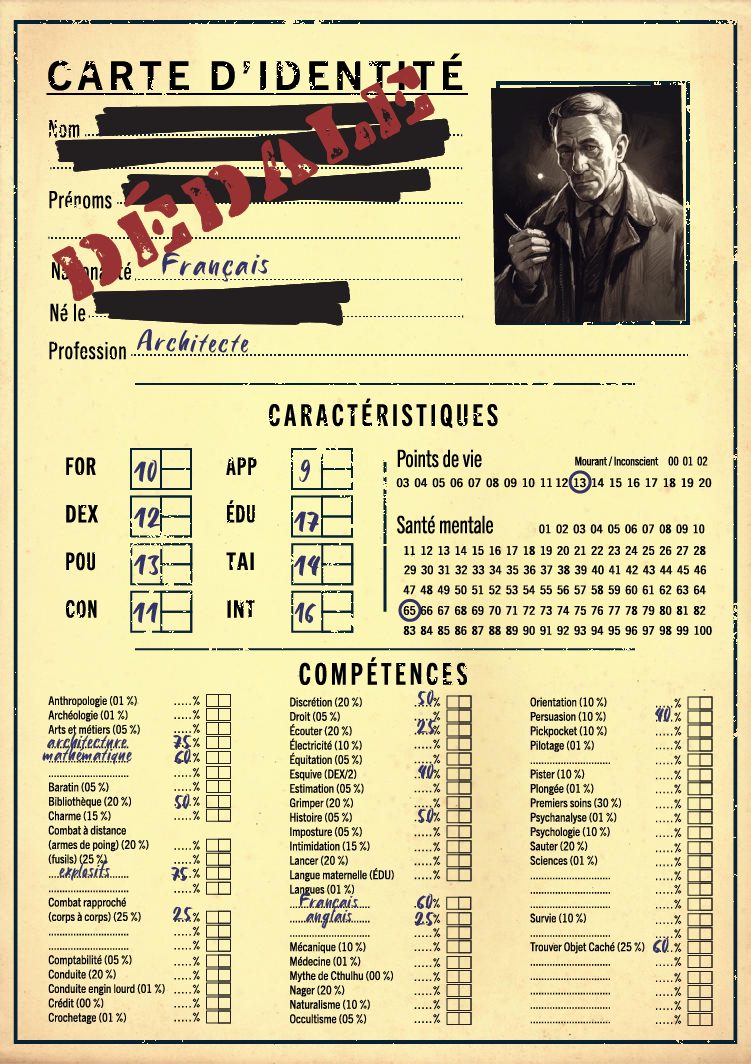 CARTE D'IDENTITÉ
DÉDALE
Nom
Prénoms
Nationalité Français
Né le
Profession Architecte
CARACTÉRISTIQUES
FOR 10 APP 9
DEX 12 ÉDU 17
POU 13 TAI 14
CON 11 INT 16
Points de vie Mourant / Inconscient 00 01 02
03 04 05 06 07 08 09 10 11 12 13 14 15 16 17 18 19 20
Santé mentale 01 02 03 04 05 06 07 08 09 10
11 12 13 14 15 16 17 18 19 20 21 22 23 24 25 26 27 28
29 30 31 32 33 34 35 36 37 38 39 40 41 42 43 44 45 46
47 48 49 50 51 52 53 54 55 56 57 58 59 60 61 62 63 64
65 66 67 68 69 70 71 72 73 74 75 76 77 78 79 80 81 82
83 84 85 86 87 88 89 90 91 92 93 94 95 96 97 98 99 100
COMPÉTENCES
Anthropologie (01 %) .....%
Archéologie (01 %) .....%
Arts et métiers (05 %) .....%
architecture 75%
mathématique 60%
.....%
Baratin (05 %) .....%
Bibliothèque (20 %) 50%
Charme (15 %) .....%
Combat à distance
(armes de poing) (20 %) .....%
(fusils) (25 %) .....%
explosifs 75%
.....%
Combat rapproché
(corps à corps) (25 %) 25%
.....%
.....%
Comptabilité (05 %) .....%
Conduite (20 %) .....%
Conduite engin lourd (01 %) .....%
Crédit (00 %) .....%
Crochetage (01 %) .....%
Discrétion (20 %) 50%
Droit (05 %) .....%
Écouter (20 %) 25%
Électricité (10 %) .....%
Équitation (05 %) .....%
Esquive (DEX/2) 40%
Estimation (05 %) .....%
Grimper (20 %) .....%
Histoire (05 %) 50%
Imposture (05 %) .....%
Intimidation (15 %) .....%
Lancer (20 %) .....%
Langue maternelle (ÉDU) .....%
Langues (01 %)
Français 60%
anglais 25%
.....%
Mécanique (10 %) .....%
Médecine (01 %) .....%
Mythe de Cthulhu (00 %) .....%
Nager (20 %) .....%
Naturalisme (10 %) .....%
Occultisme (05 %) .....%
Orientation (10 %) .....%
Persuasion (10 %) 40%
Pickpocket (10 %) .....%
Pilotage (01 %) .....%
.....%
Pister (10 %) .....%
Plongée (01 %) .....%
Premiers soins (30 %) .....%
Psychanalyse (01 %) .....%
Psychologie (10 %) .....%
Sauter (20 %) .....%
Sciences (01 %) .....%
.....%
.....%
.....%
Survie (10 %) .....%
.....%
Trouver Objet Caché (25 %) 60%
.....%
.....%
.....%
.....%
.....%